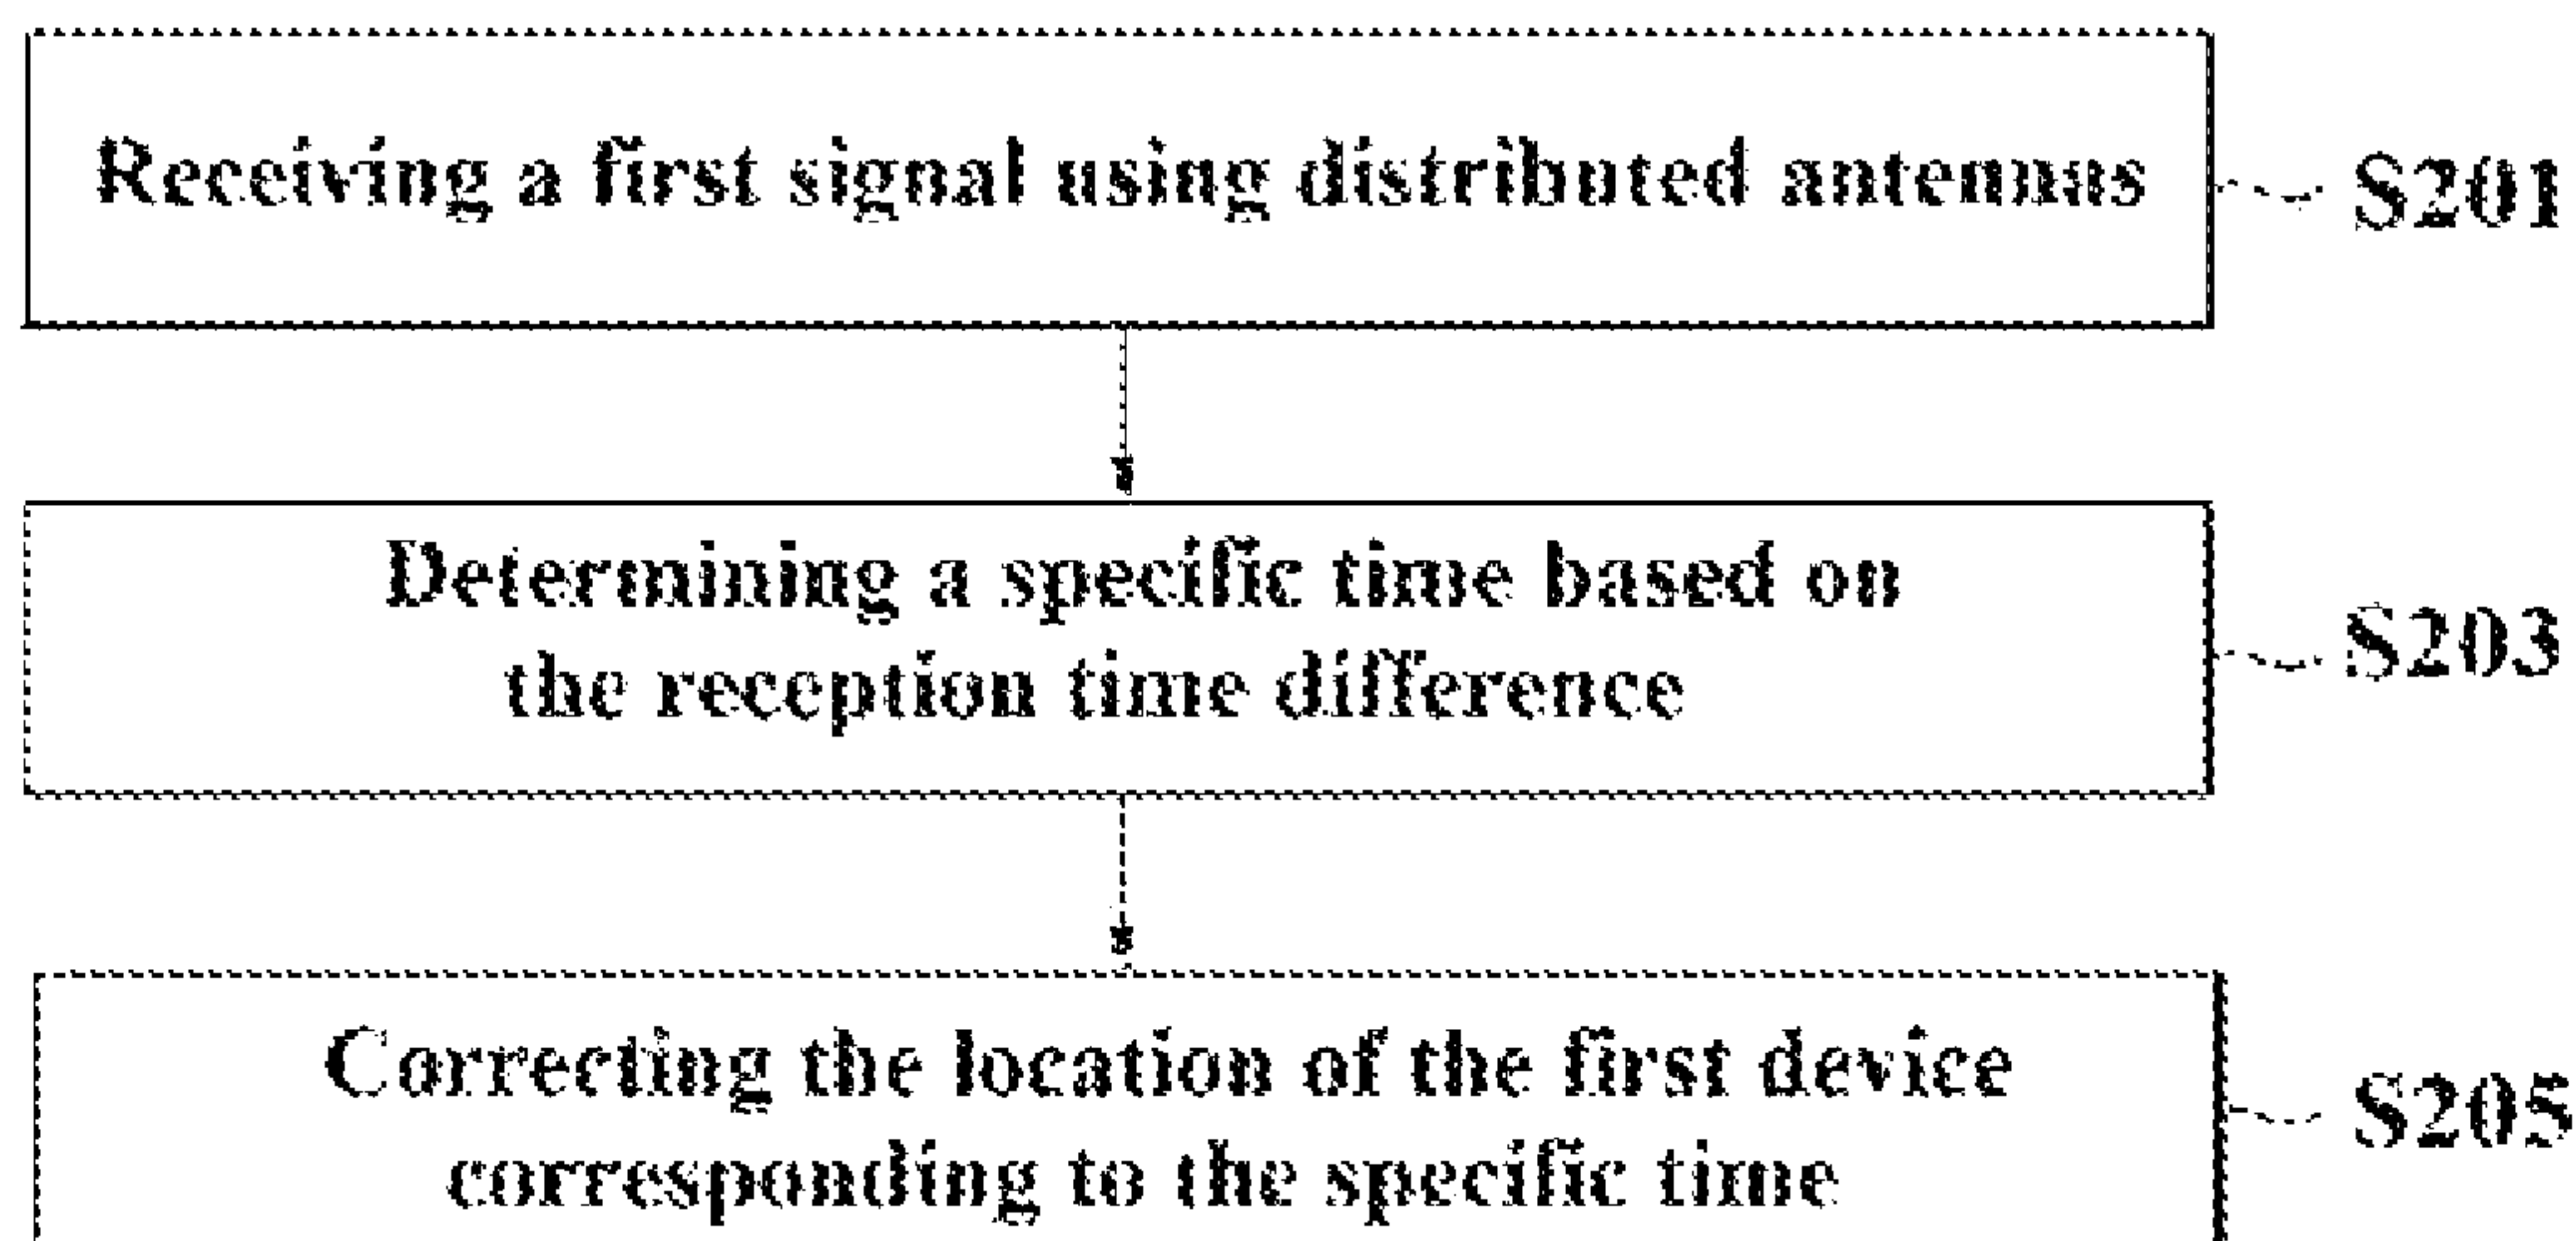 Receiving a first signal using distributed antennas
S201
Determining a specific time based on
the reception time difference
S203
Correcting the location of the first device
corresponding to the specific time
S205